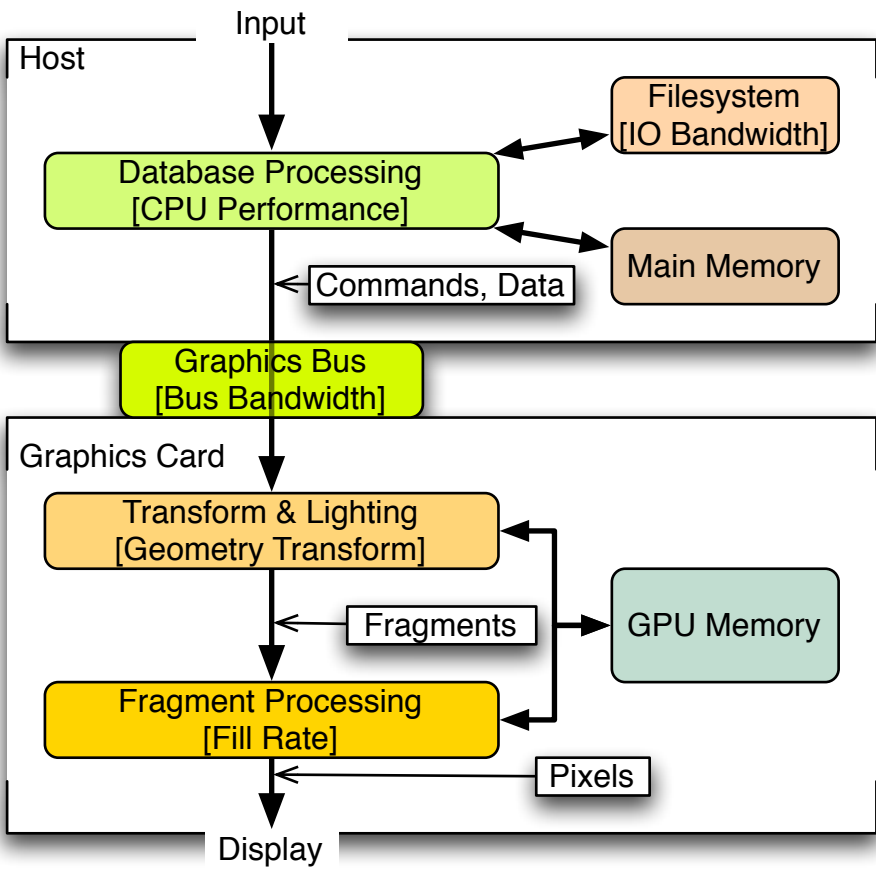 Input
Host
Filesystem
[IO Bandwidth]
Database Processing
[CPU Performance]
Main Memory
Commands, Data
Graphics Bus
[Bus Bandwidth]
Graphics Card
Transform & Lighting
[Geometry Transform]
Fragments
GPU Memory
Fragment Processing
[Fill Rate]
Pixels
Display